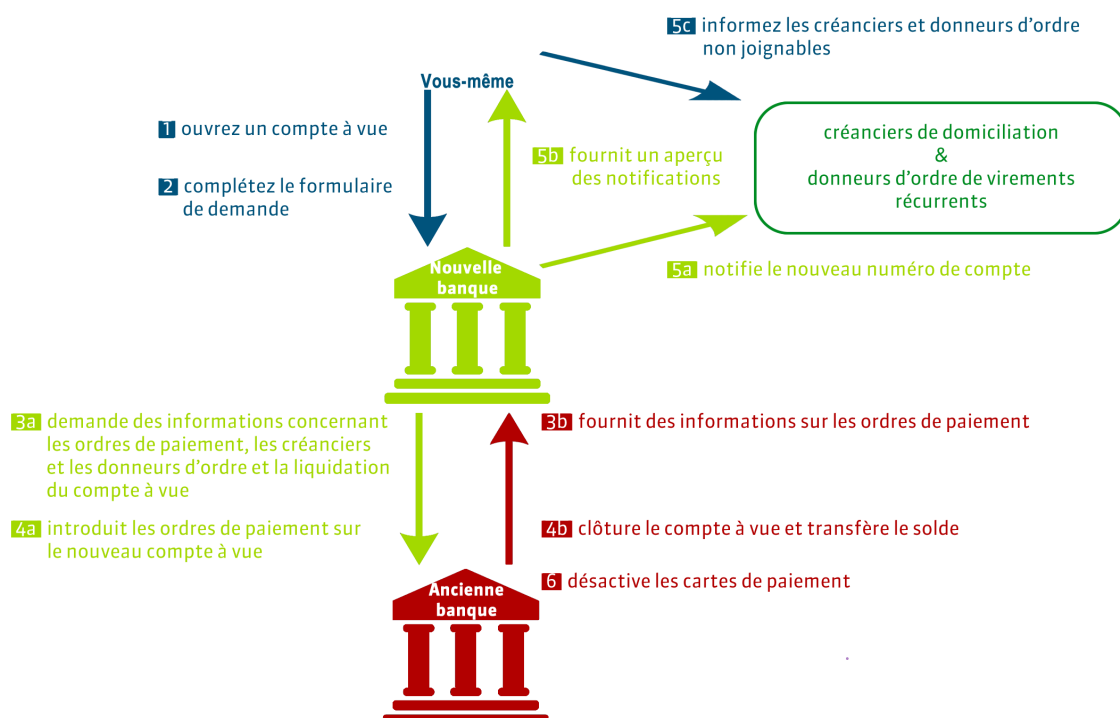 5c informez les créanciers et donneurs d'ordre
non joignables
Vous-même
1 ouvrez un compte à vue
2 complétez le formulaire
de demande
5b fournit un aperçu
des notifications
créanciers de domiciliation
&
donneurs d'ordre de virements
récurrents
5a notifie le nouveau numéro de compte
Nouvelle
banque
3a demande des informations concernant
les ordres de paiement, les créanciers
et les donneurs d'ordre et la liquidation
du compte à vue
3b fournit des informations sur les ordres de paiement
4a introduit les ordres de paiement sur
le nouveau compte à vue
4b clôture le compte à vue et transfère le solde
6 désactive les cartes de paiement
Ancienne
banque